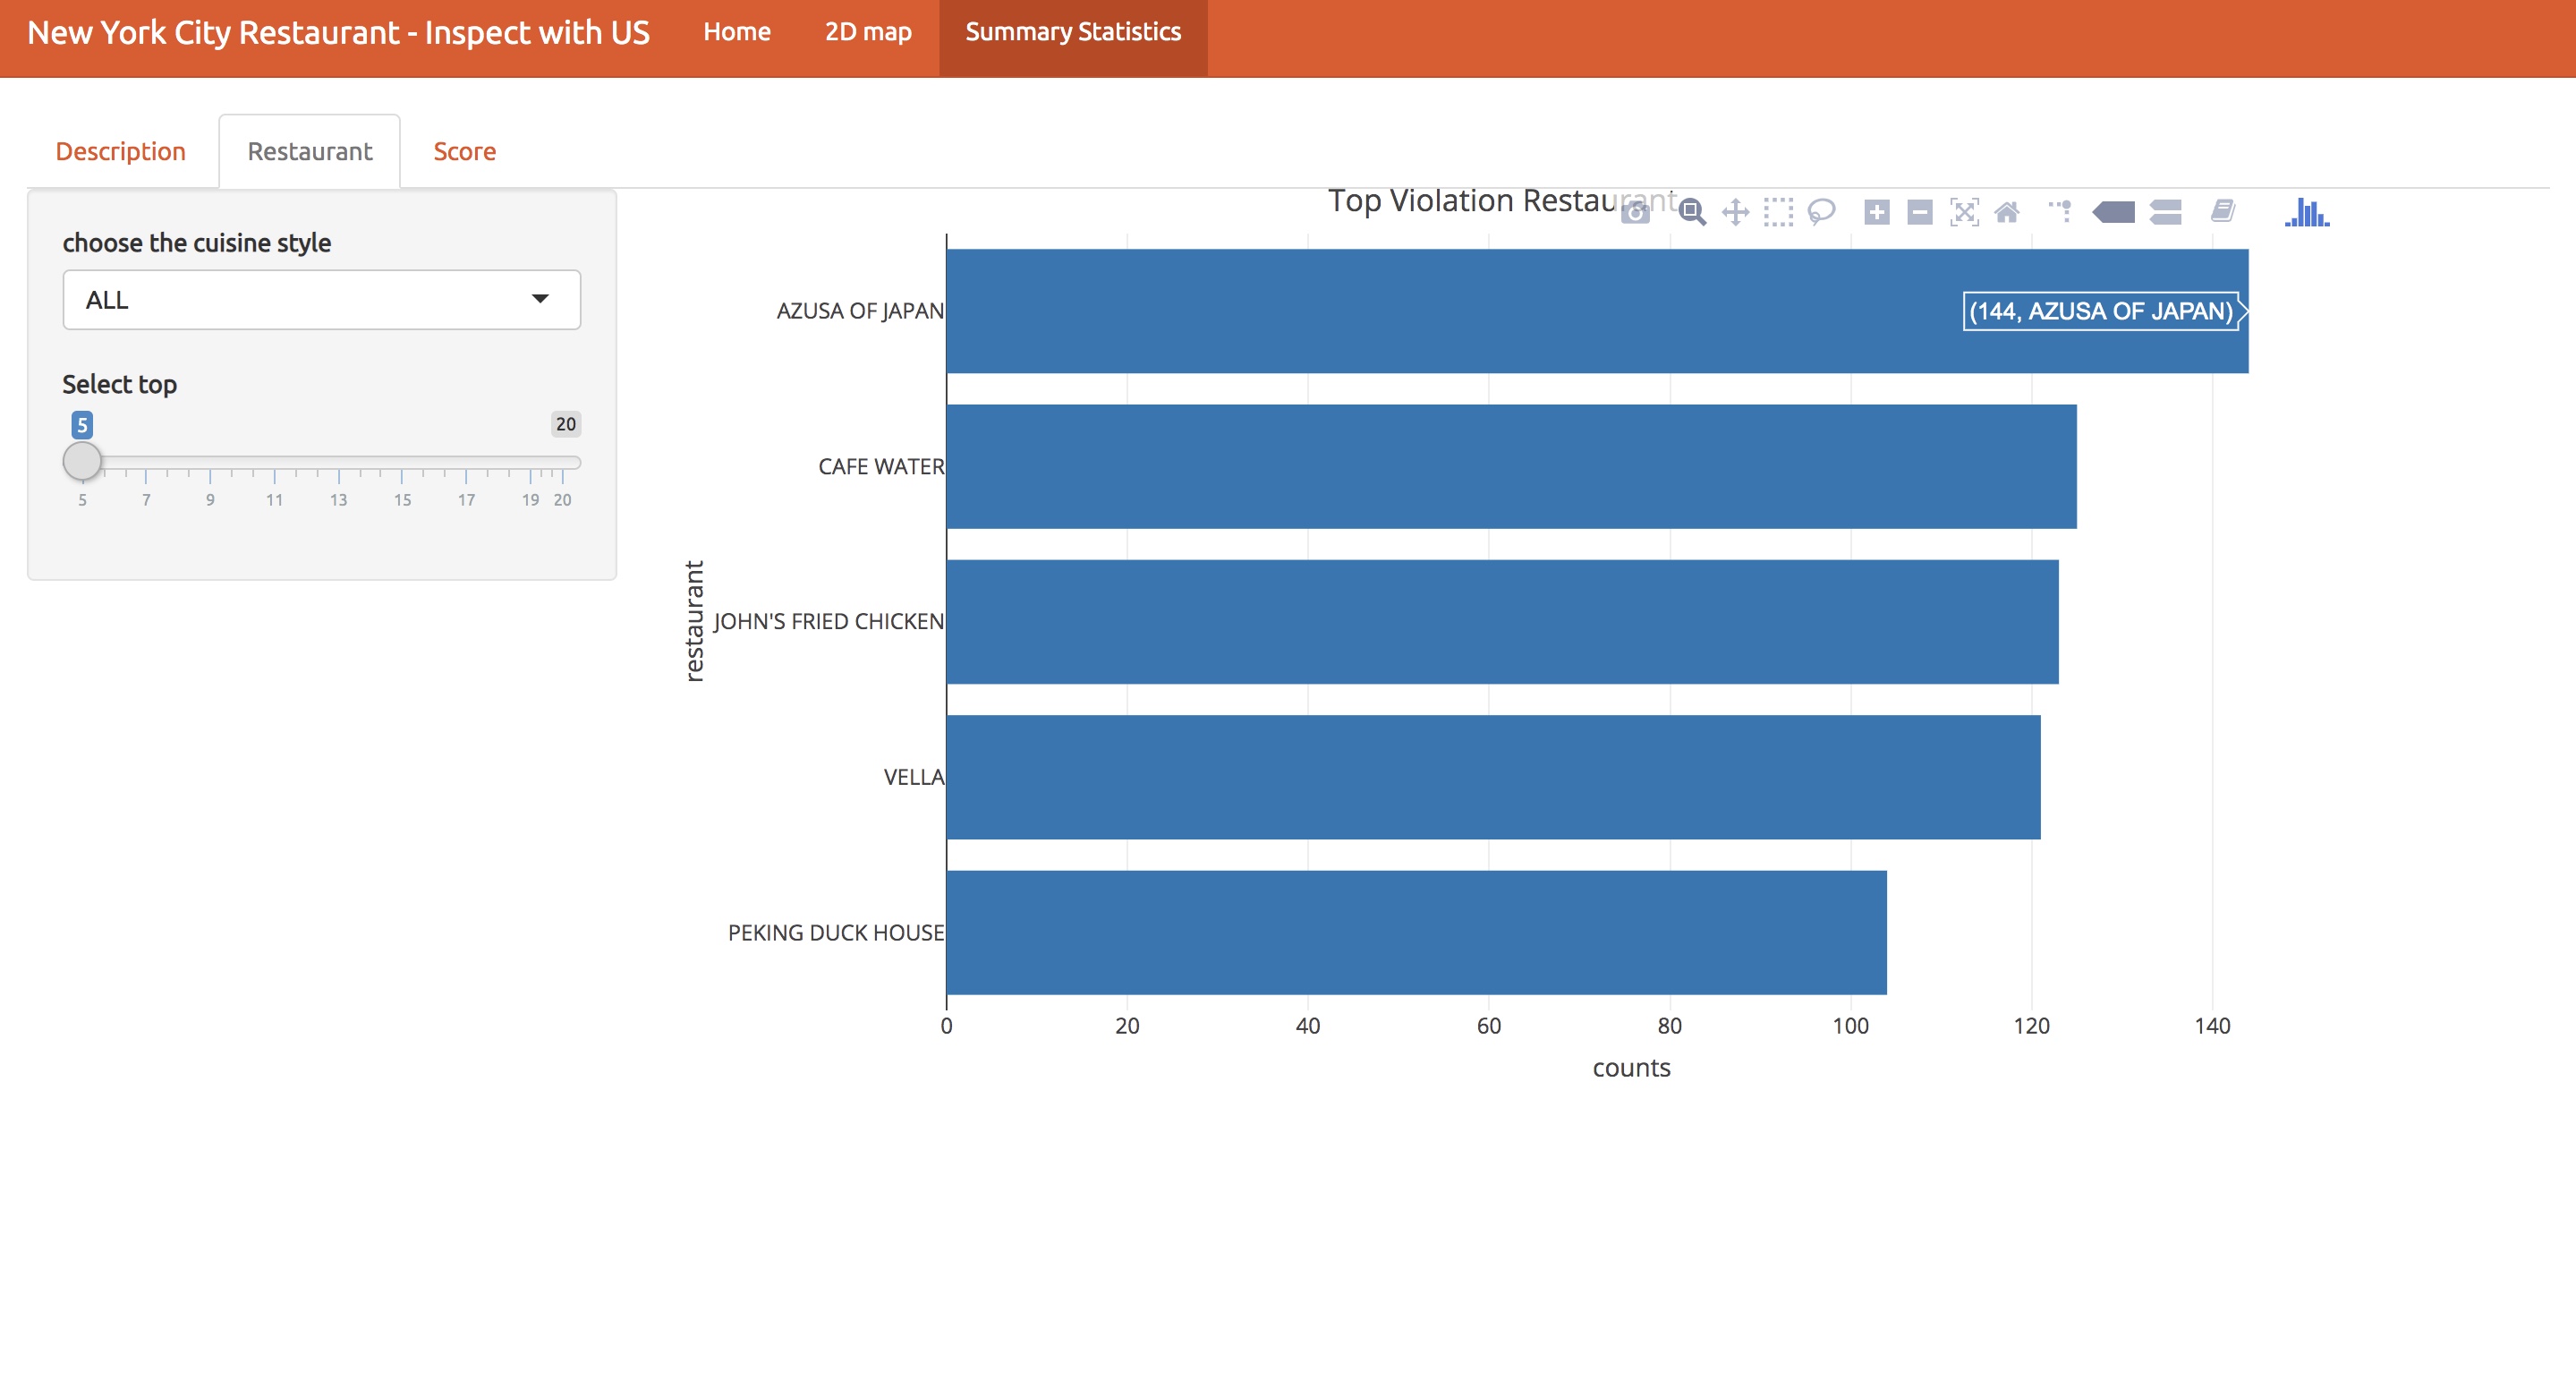 New York City Restaurant - Inspect with US Home 2D map Summary Statistics
Description Restaurant Score
choose the cuisine style
ALL
Select top
5 20
5 7 9 11 13 15 17 19 20
Top Violation Restaurant
AZUSA OF JAPAN
(144, AZUSA OF JAPAN)
CAFE WATER
JOHN'S FRIED CHICKEN
VELLA
PEKING DUCK HOUSE
restaurant
0 20 40 60 80 100 120 140
counts